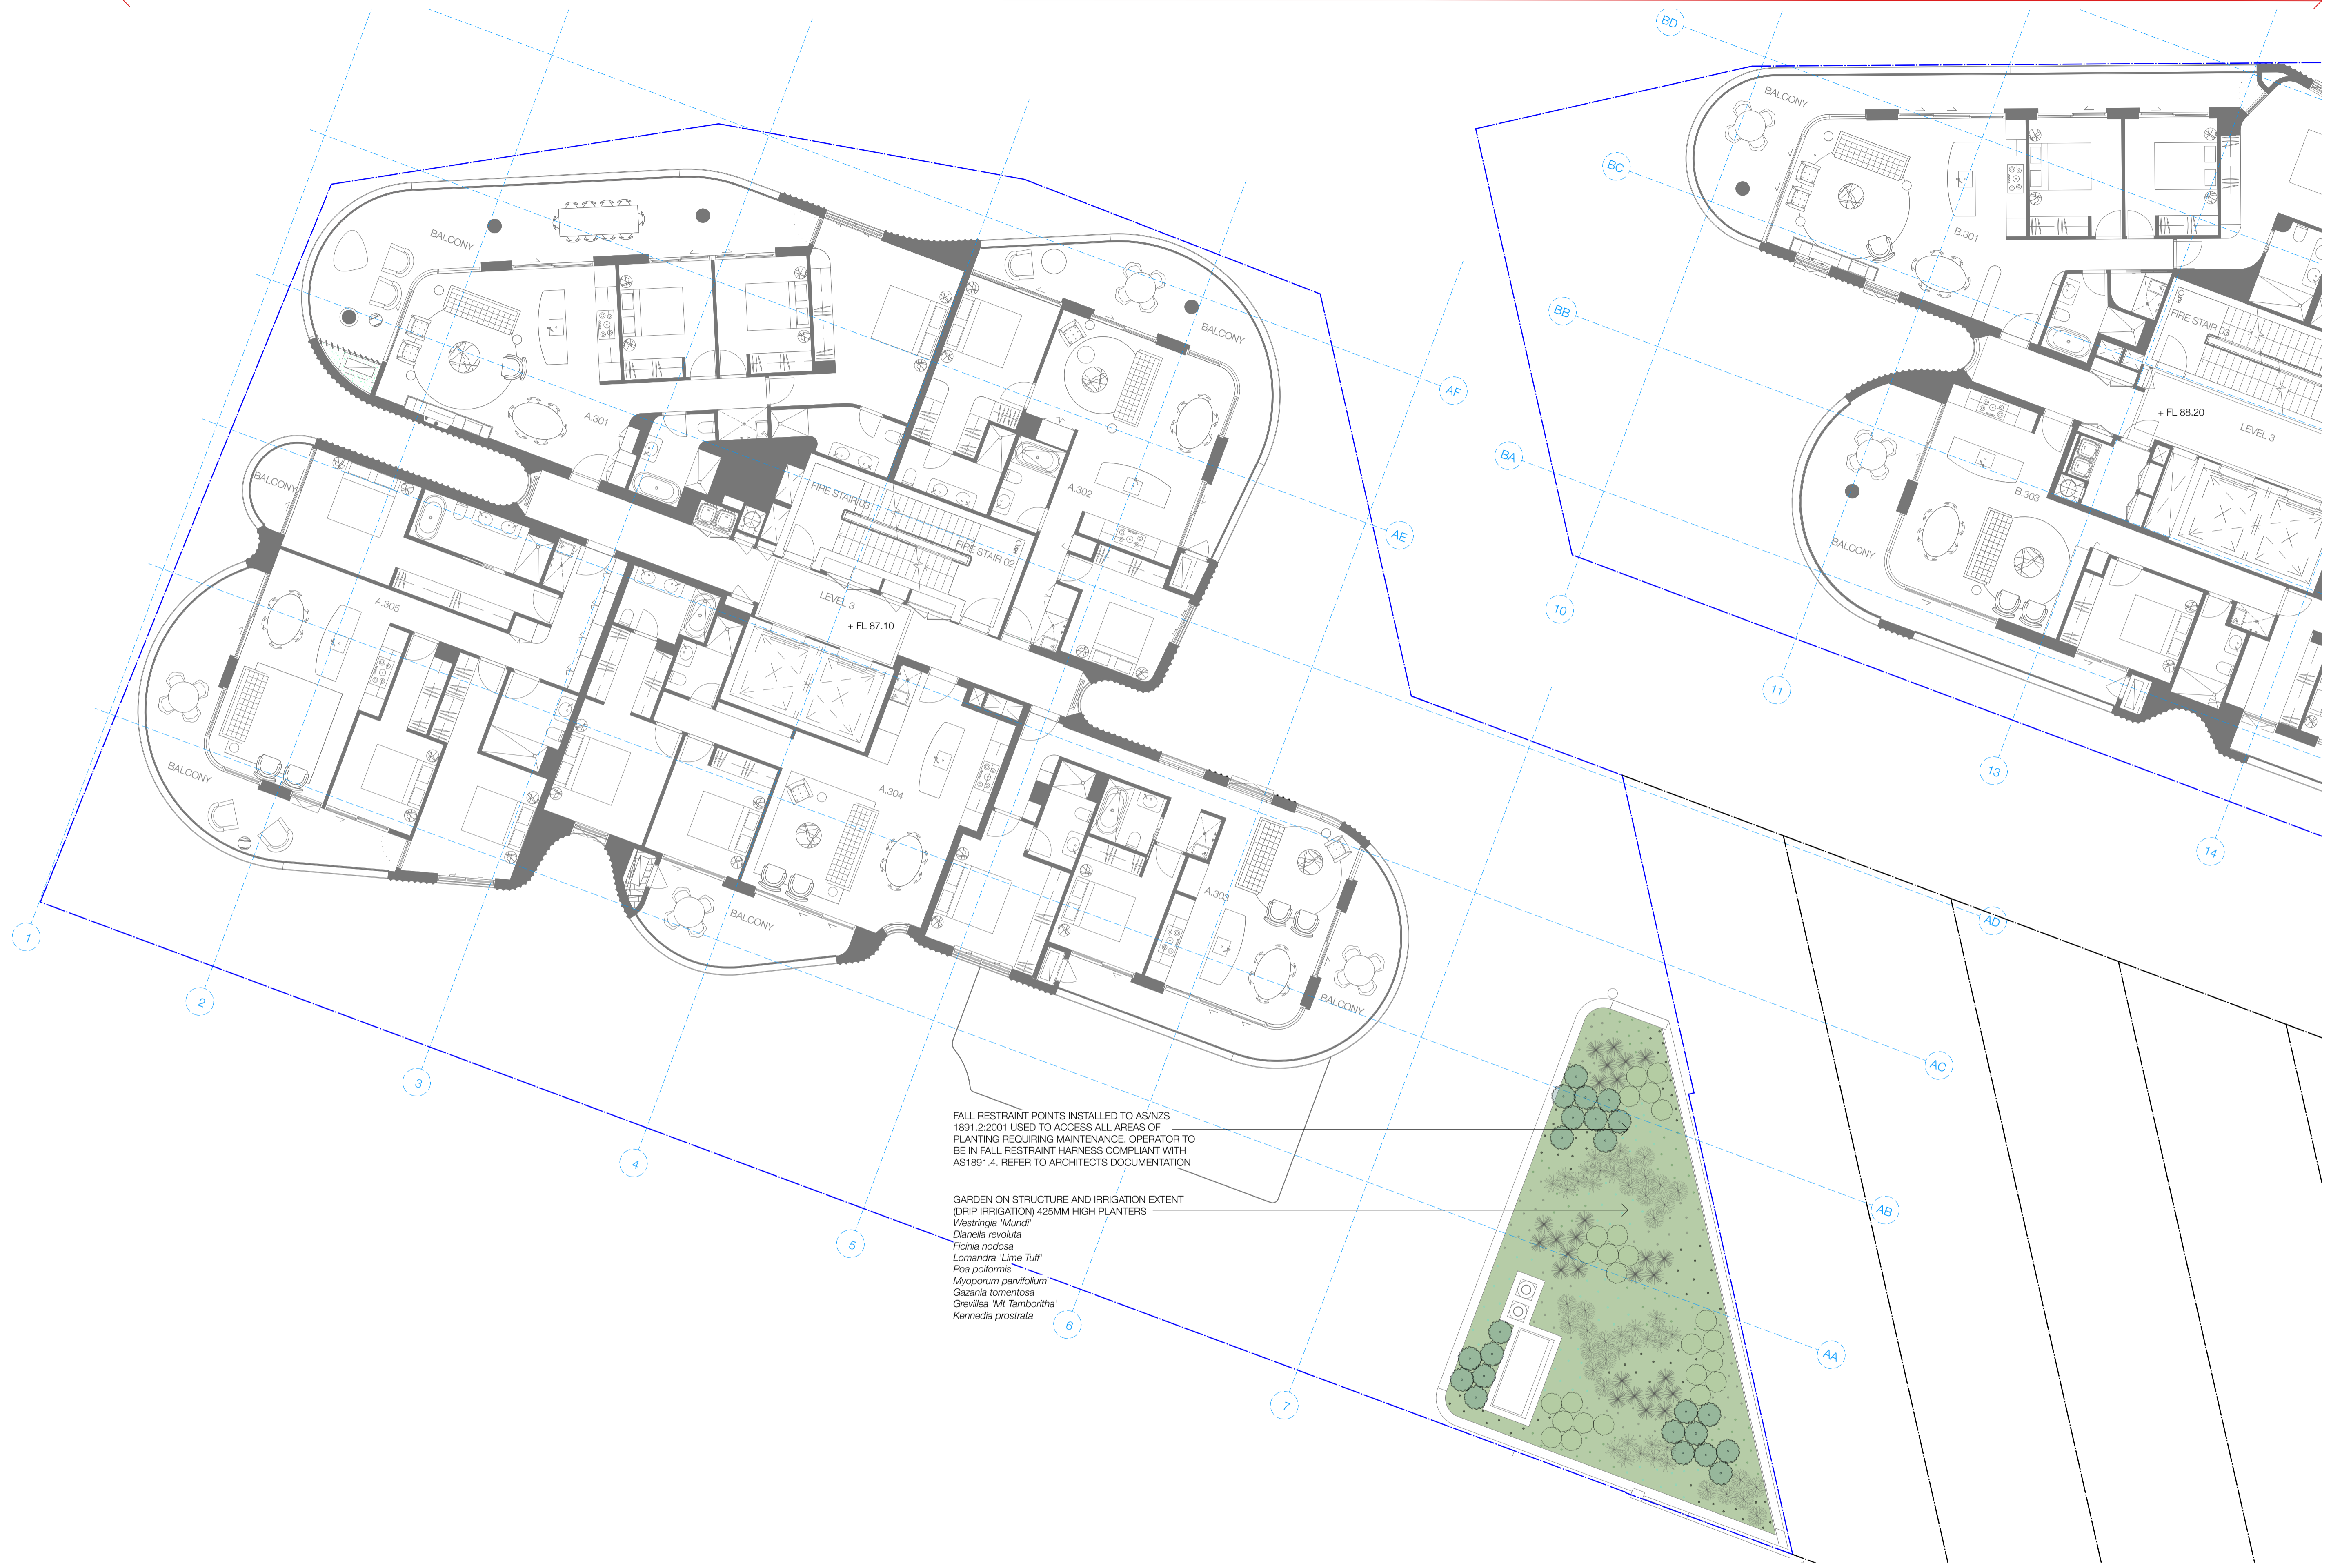 BD
BALCONY
BC
B.301
BALCONY
BB
FIRE STAIR 03
BALCONY
AF
A.301
+ FL 88.20
LEVEL 3
BA
BALCONY
A.302
FIRE STAIR 03
B.303
AE
BALCONY
FIRE STAIR 02
A.305
LEVEL 3
+ FL 87.10
10
11
13
14
BALCONY
A.304
A.303
BALCONY
BALCONY
AD
1
2
3
4
5
6
7
AC
AB
AA
FALL RESTRAINT POINTS INSTALLED TO AS/NZS
1891.2:2001 USED TO ACCESS ALL AREAS OF
PLANTING REQUIRING MAINTENANCE. OPERATOR TO
BE IN FALL RESTRAINT HARNESS COMPLIANT WITH
AS1891.4. REFER TO ARCHITECTS DOCUMENTATION
GARDEN ON STRUCTURE AND IRRIGATION EXTENT
(DRIP IRRIGATION) 425MM HIGH PLANTERS
Westringia 'Mundi'
Dianella revoluta
Ficinia nodosa
Lomandra 'Lime Tuff'
Poa poiformis
Myoporum parvifolium
Gazania tomentosa
Grevillea 'Mt Tamboritha'
Kennedia prostrata